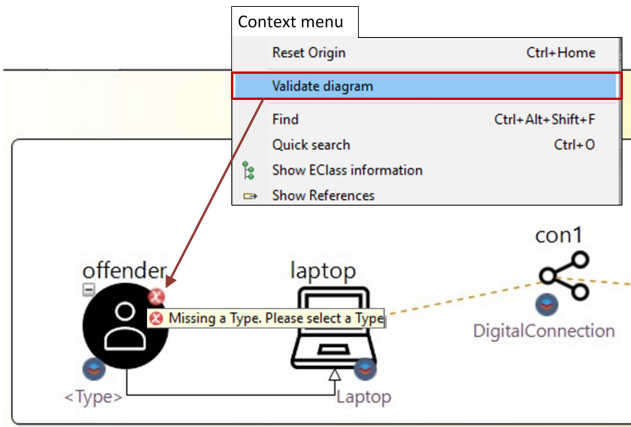 Context menu
Reset Origin Ctrl+Home
Validate diagram
Find Ctrl+Alt+Shift+F
Quick search Ctrl+O
Show EClass information
Show References
con1
offender
laptop
Missing a Type. Please select a Type
DigitalConnection
<Type>
Laptop